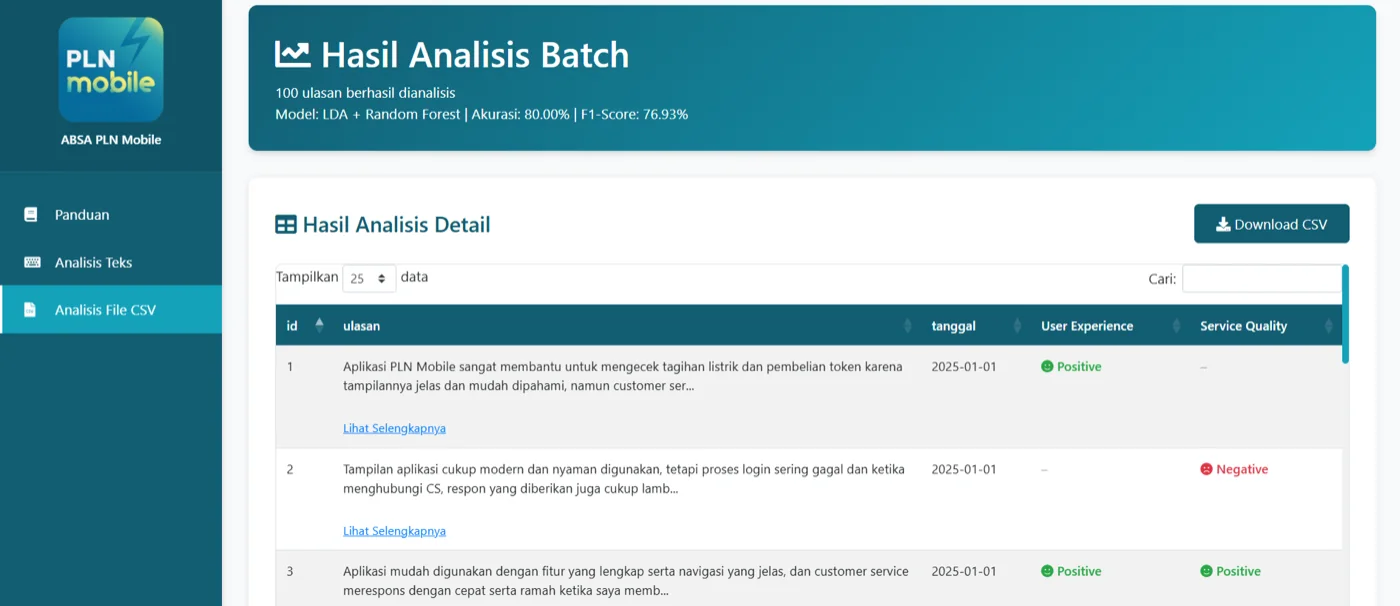 PLN
mobile
ABSA PLN Mobile
Panduan
Analisis Teks
Analisis File CSV
Hasil Analisis Batch
100 ulasan berhasil dianalisis
Model: LDA + Random Forest | Akurasi: 80.00% | F1-Score: 76.93%
Hasil Analisis Detail
Download CSV
Tampilkan 25 data
Cari:
id ulasan tanggal User Experience Service Quality
1 Aplikasi PLN Mobile sangat membantu untuk mengecek tagihan listrik dan pembelian token karena 2025-01-01 Positive –
tampilannya jelas dan mudah dipahami, namun customer ser...
Lihat Selengkapnya
2 Tampilan aplikasi cukup modern dan nyaman digunakan, tetapi proses login sering gagal dan ketika 2025-01-01 – Negative
menghubungi CS, respon yang diberikan juga cukup lamb...
Lihat Selengkapnya
3 Aplikasi mudah digunakan dengan fitur yang lengkap serta navigasi yang jelas, dan customer service 2025-01-01 Positive Positive
merespons dengan cepat serta ramah ketika saya memb...